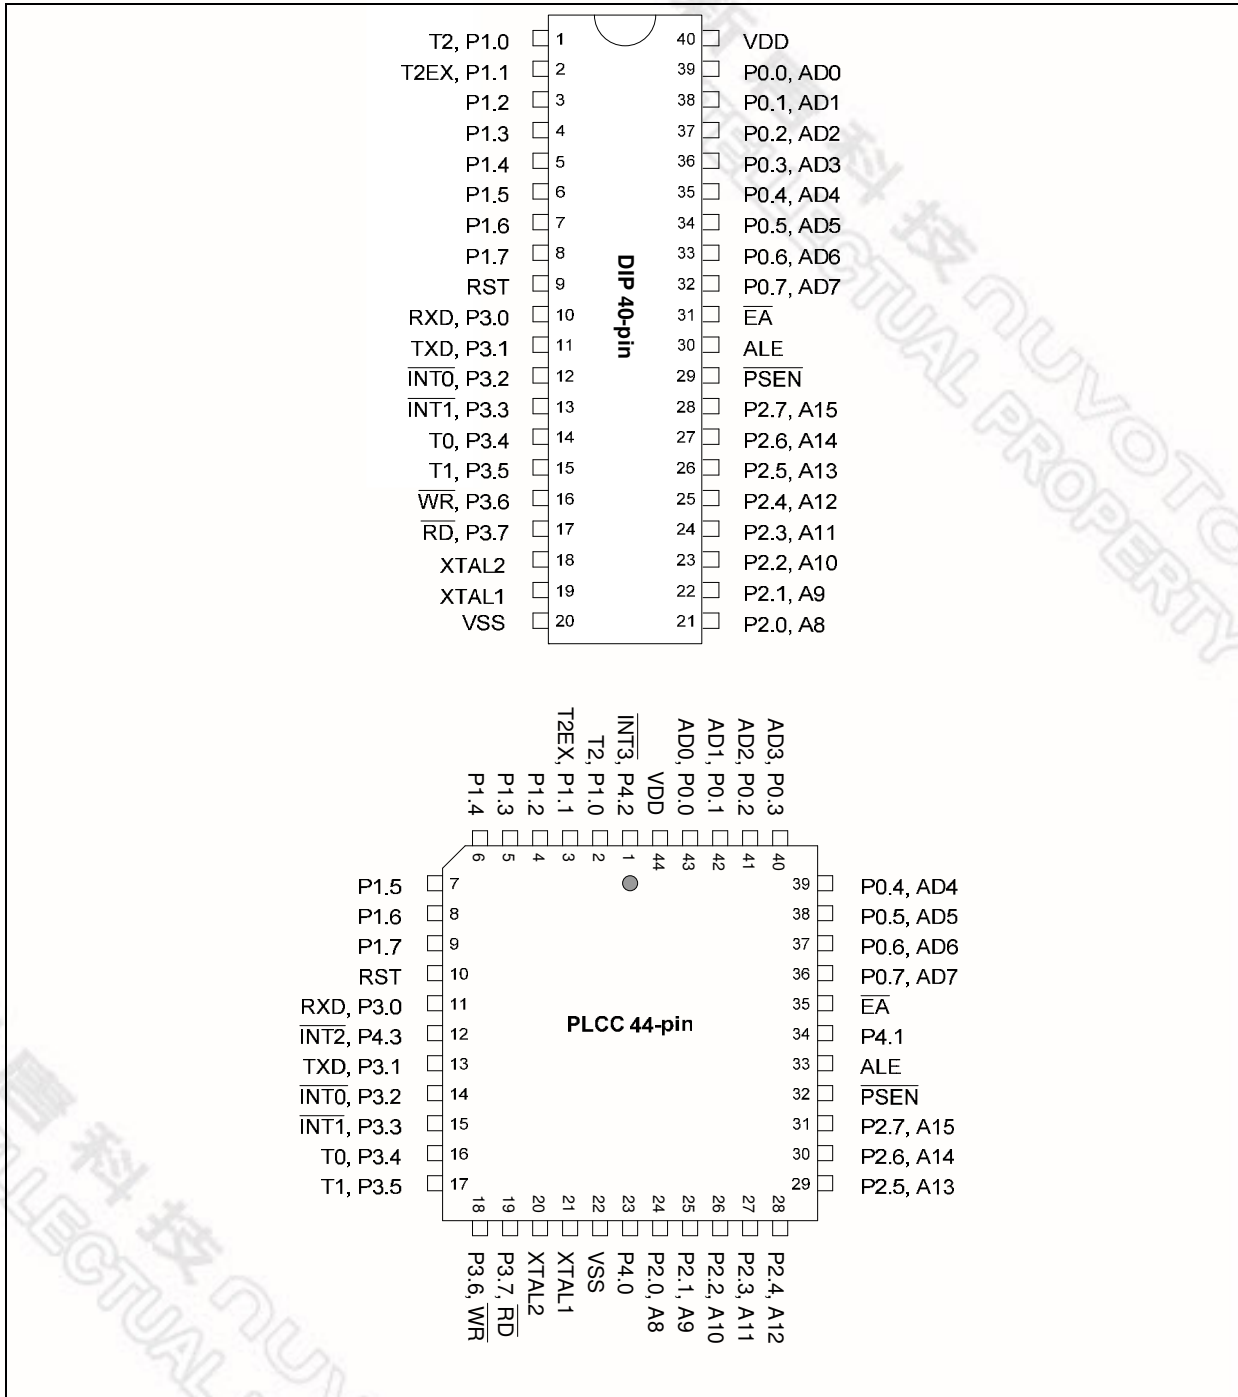 T2, P1.0 1 40 VDD
T2EX, P1.1 2 39 P0.0, AD0
P1.2 3 38 P0.1, AD1
P1.3 4 37 P0.2, AD2
P1.4 5 36 P0.3, AD3
P1.5 6 35 P0.4, AD4
P1.6 7 34 P0.5, AD5
P1.7 8 33 P0.6, AD6
RST 9 32 P0.7, AD7
RXD, P3.0 10 31 EA
TXD, P3.1 11 30 ALE
INT0, P3.2 12 29 PSEN
INT1, P3.3 13 28 P2.7, A15
T0, P3.4 14 27 P2.6, A14
T1, P3.5 15 26 P2.5, A13
WR, P3.6 16 25 P2.4, A12
RD, P3.7 17 24 P2.3, A11
XTAL2 18 23 P2.2, A10
XTAL1 19 22 P2.1, A9
VSS 20 21 P2.0, A8
DIP 40-pin
P1.4
P1.3
P1.2
T2EX, P1.1
T2, P1.0
INT3, P4.2
VDD
AD0, P0.0
AD1, P0.1
AD2, P0.2
AD3, P0.3
6 5 4 3 2 1 44 43 42 41 40
P1.5 7 39 P0.4, AD4
P1.6 8 38 P0.5, AD5
P1.7 9 37 P0.6, AD6
RST 10 36 P0.7, AD7
RXD, P3.0 11 35 EA
INT2, P4.3 12 34 P4.1
TXD, P3.1 13 33 ALE
INT0, P3.2 14 32 PSEN
INT1, P3.3 15 31 P2.7, A15
T0, P3.4 16 30 P2.6, A14
T1, P3.5 17 29 P2.5, A13
PLCC 44-pin
18 19 20 21 22 23 24 25 26 27 28
P3.6, WR
P3.7, RD
XTAL2
XTAL1
VSS
P4.0
P2.0, A8
P2.1, A9
P2.2, A10
P2.3, A11
P2.4, A12
科技 nuvoTo
PROPERTY
科技